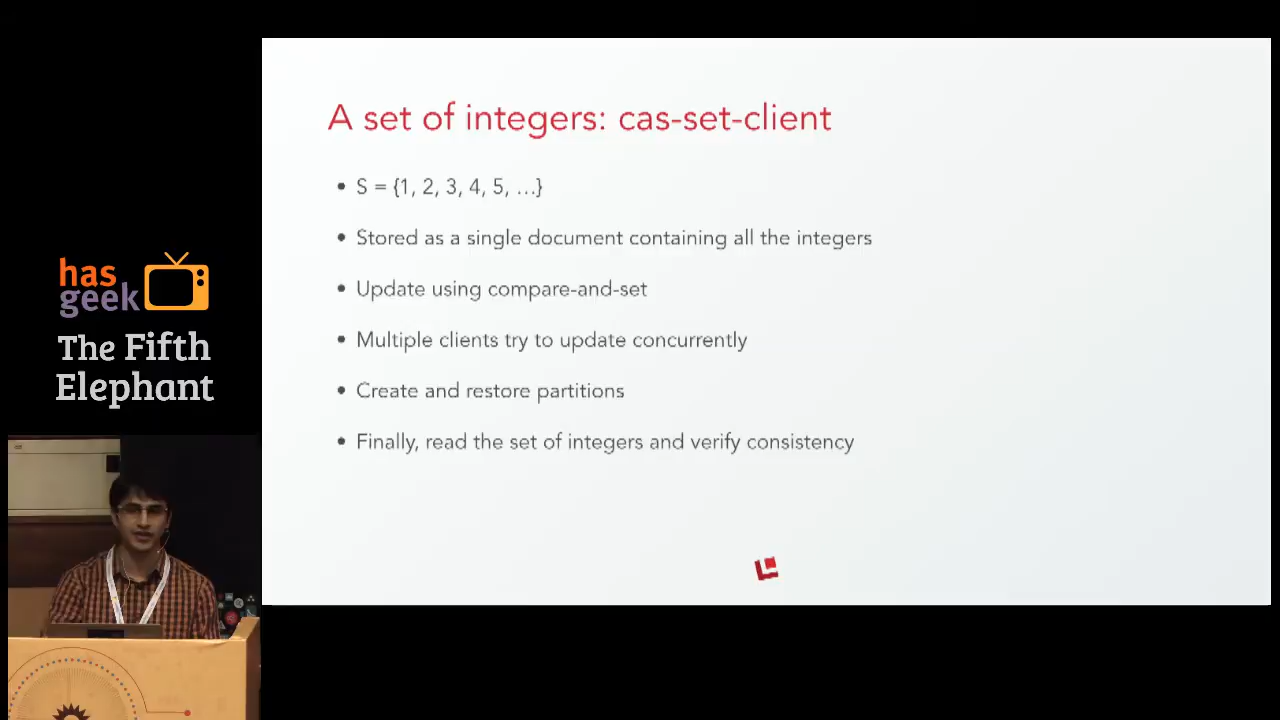 A set of integers: cas-set-client
• S = {1, 2, 3, 4, 5, ...}
• Stored as a single document containing all the integers
• Update using compare-and-set
• Multiple clients try to update concurrently
• Create and restore partitions
• Finally, read the set of integers and verify consistency
has
geek
The Fifth
Elephant